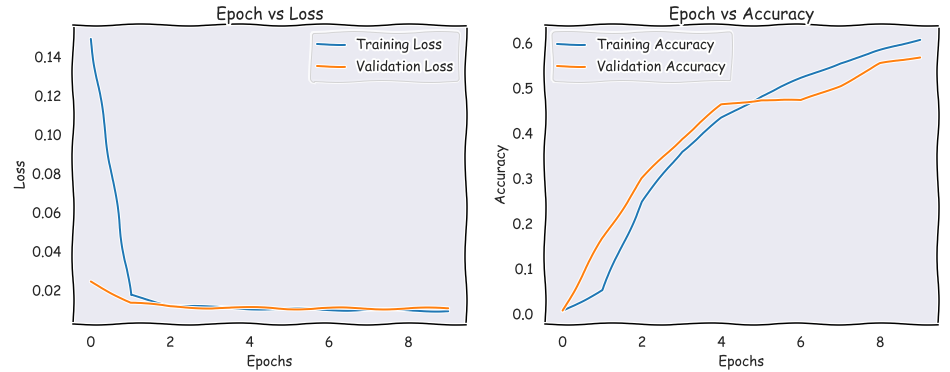 Epoch vs Loss
Training Loss
Validation Loss
Loss
0.14
0.12
0.10
0.08
0.06
0.04
0.02
0 2 4 6 8
Epochs
Epoch vs Accuracy
Training Accuracy
Validation Accuracy
Accuracy
0.6
0.5
0.4
0.3
0.2
0.1
0.0
0 2 4 6 8
Epochs